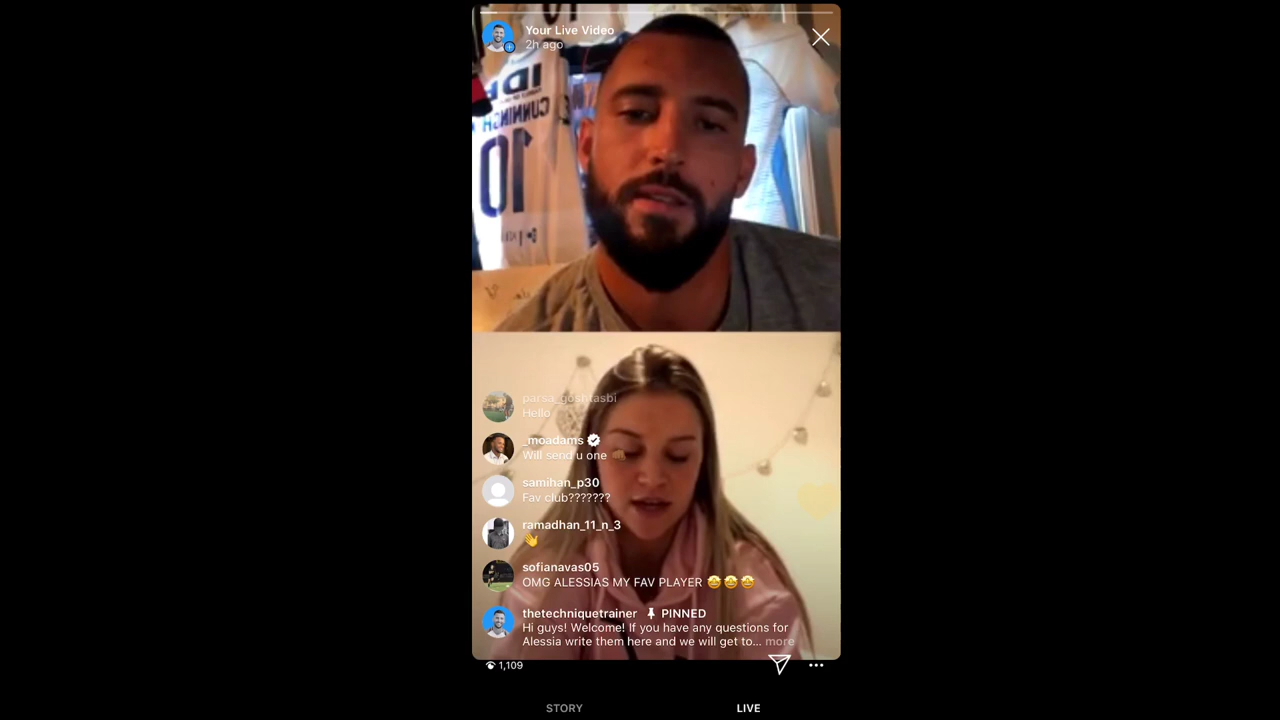 Your Live Video
2h ago
10
parsa_goshtasbi
Hello
_moadams
Will send u one
samihan_p30
Fav club???????
ramadhan_11_n_3
sofianavas05
OMG ALESSIAS MY FAV PLAYER
thetechniquetrainer PINNED
Hi guys! Welcome! If you have any questions for
Alessia write them here and we will get to... more
1,109
STORY
LIVE